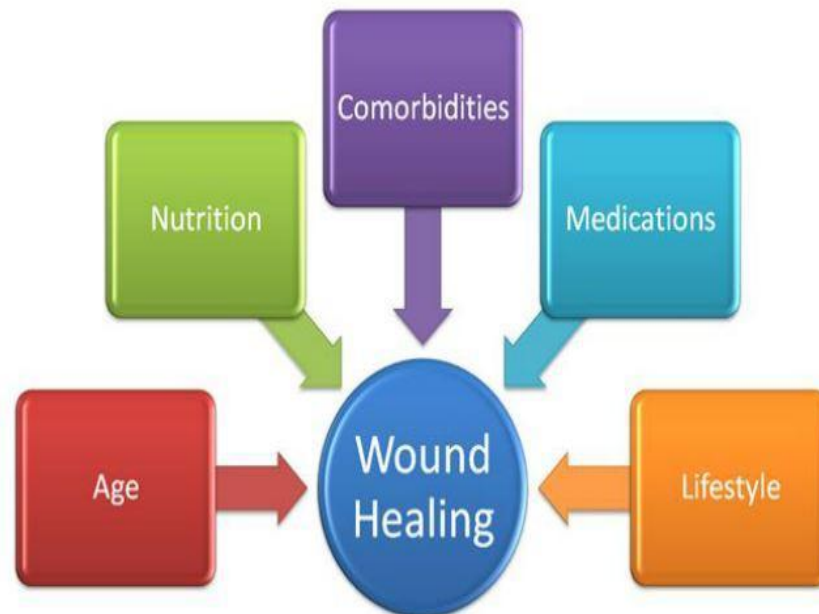 Comorbidities
Nutrition
Medications
Age
Wound
Healing
Lifestyle